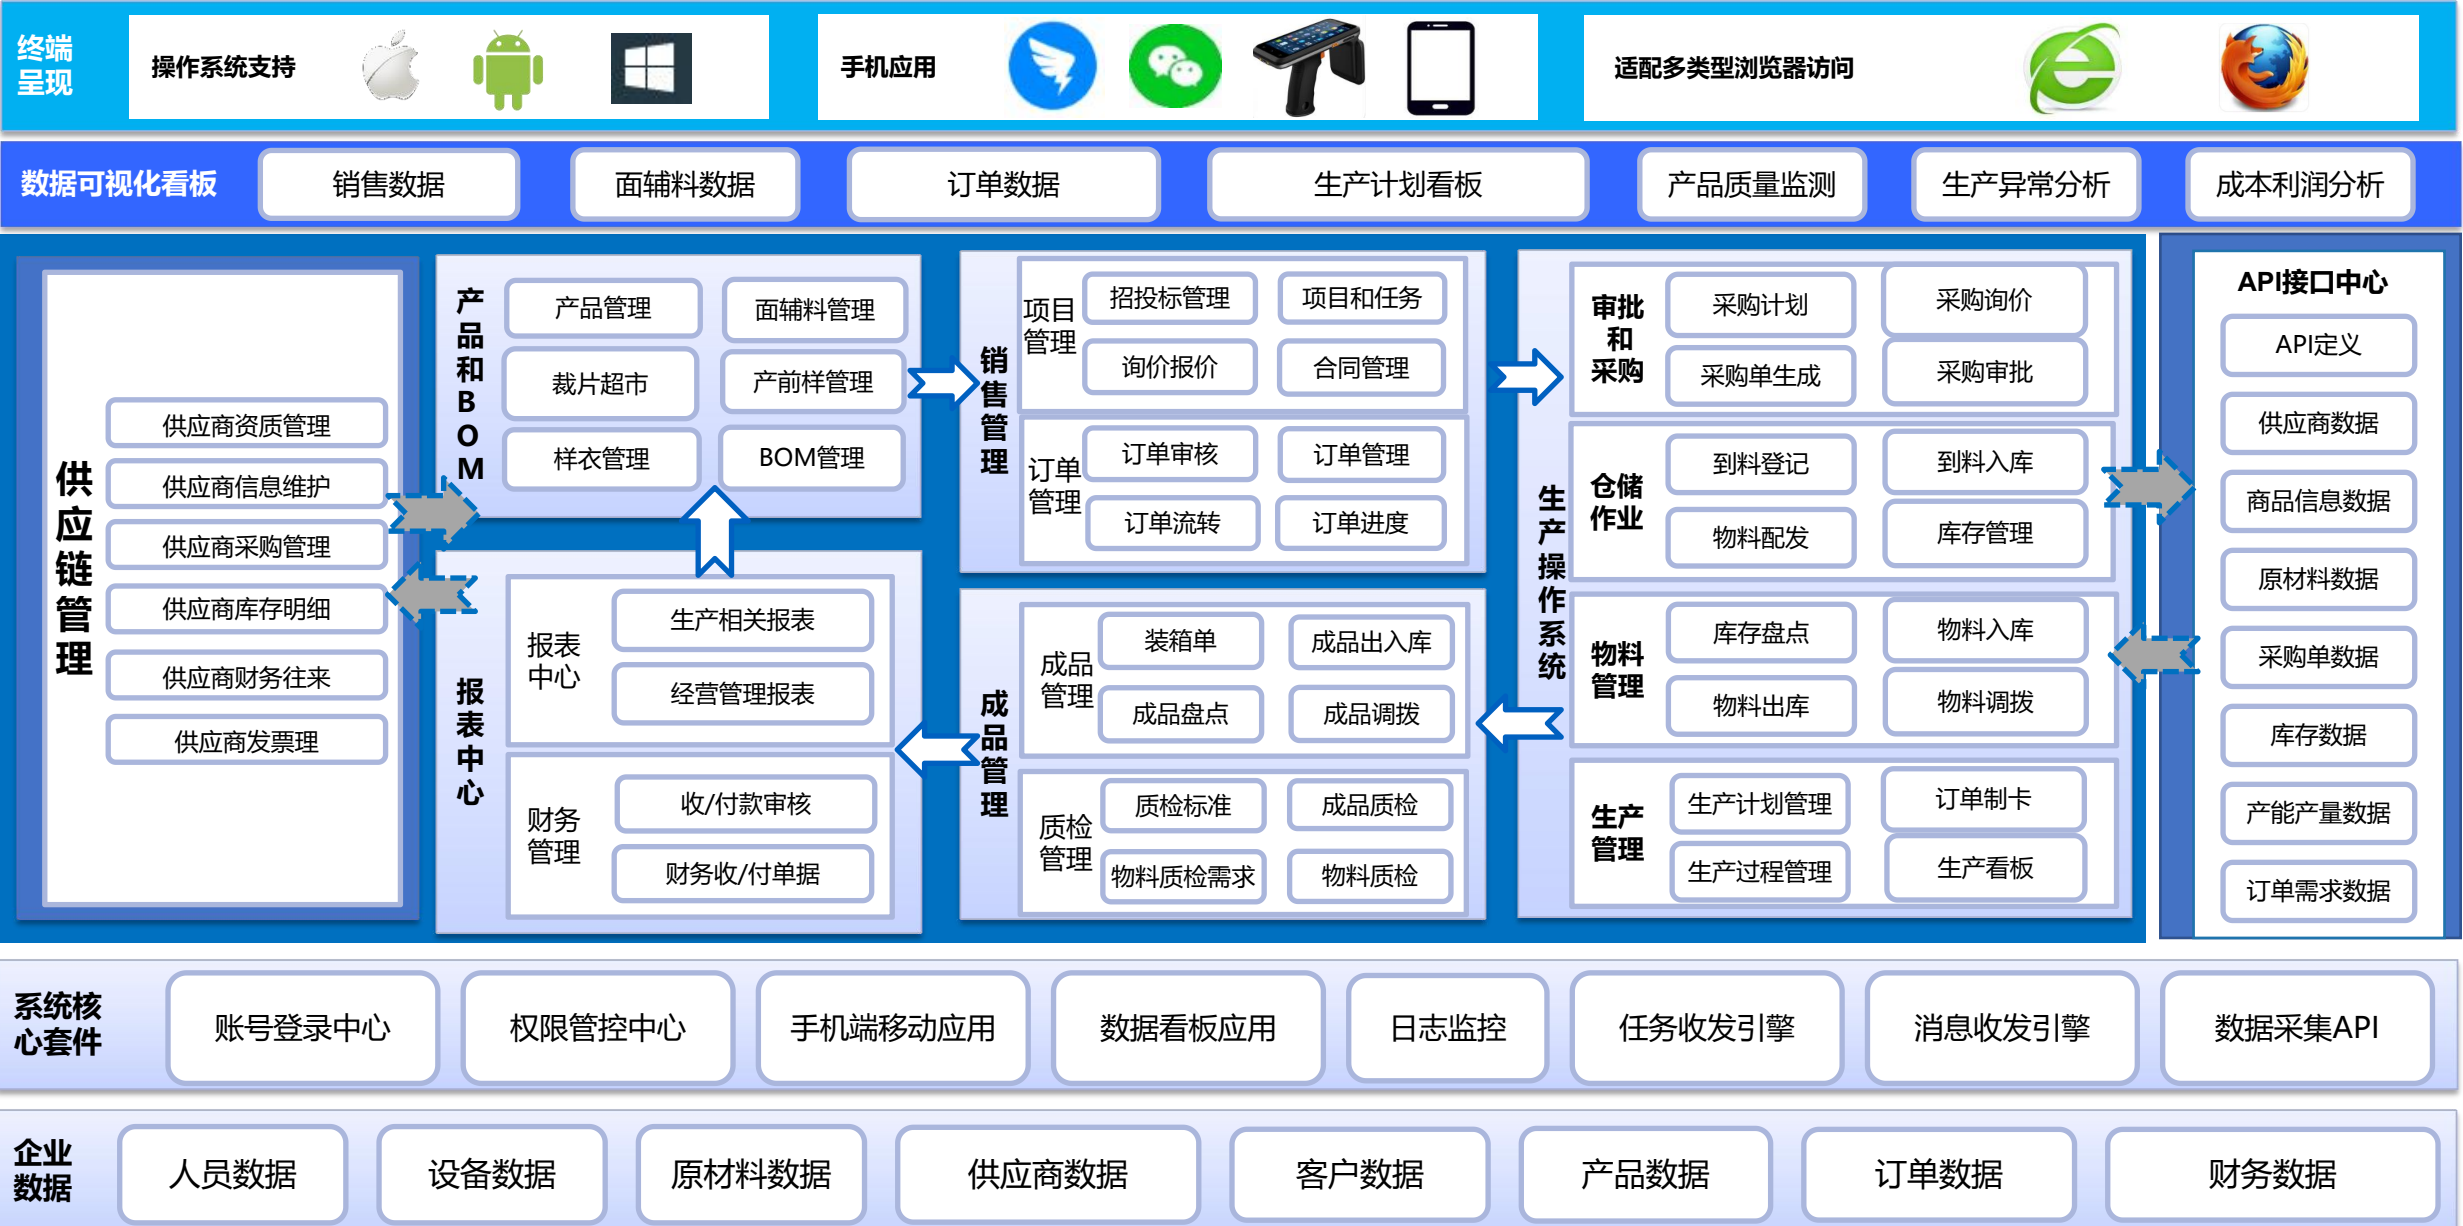 终端
呈现
操作系统支持
手机应用
适配多类型浏览器访问
数据可视化看板
销售数据
面辅料数据
订单数据
生产计划看板
产品质量监测
生产异常分析
成本利润分析
供应链管理
供应商资质管理
供应商信息维护
供应商采购管理
供应商库存明细
供应商财务往来
供应商发票理
产品和BOM
产品管理
面辅料管理
裁片超市
产前样管理
样衣管理
BOM管理
报表中心
报表
中心
生产相关报表
经营管理报表
财务
管理
收/付款审核
财务收/付单据
销售管理
项目
管理
招投标管理
项目和任务
询价报价
合同管理
订单
管理
订单审核
订单管理
订单流转
订单进度
成品管理
成品
管理
装箱单
成品出入库
成品盘点
成品调拨
质检
管理
质检标准
成品质检
物料质检需求
物料质检
生产操作系统
审批
和
采购
采购计划
采购询价
采购单生成
采购审批
仓储
作业
到料登记
到料入库
物料配发
库存管理
物料
管理
库存盘点
物料入库
物料出库
物料调拨
生产
管理
生产计划管理
订单制卡
生产过程管理
生产看板
API接口中心
API定义
供应商数据
商品信息数据
原材料数据
采购单数据
库存数据
产能产量数据
订单需求数据
系统核
心套件
账号登录中心
权限管控中心
手机端移动应用
数据看板应用
日志监控
任务收发引擎
消息收发引擎
数据采集API
企业
数据
人员数据
设备数据
原材料数据
供应商数据
客户数据
产品数据
订单数据
财务数据